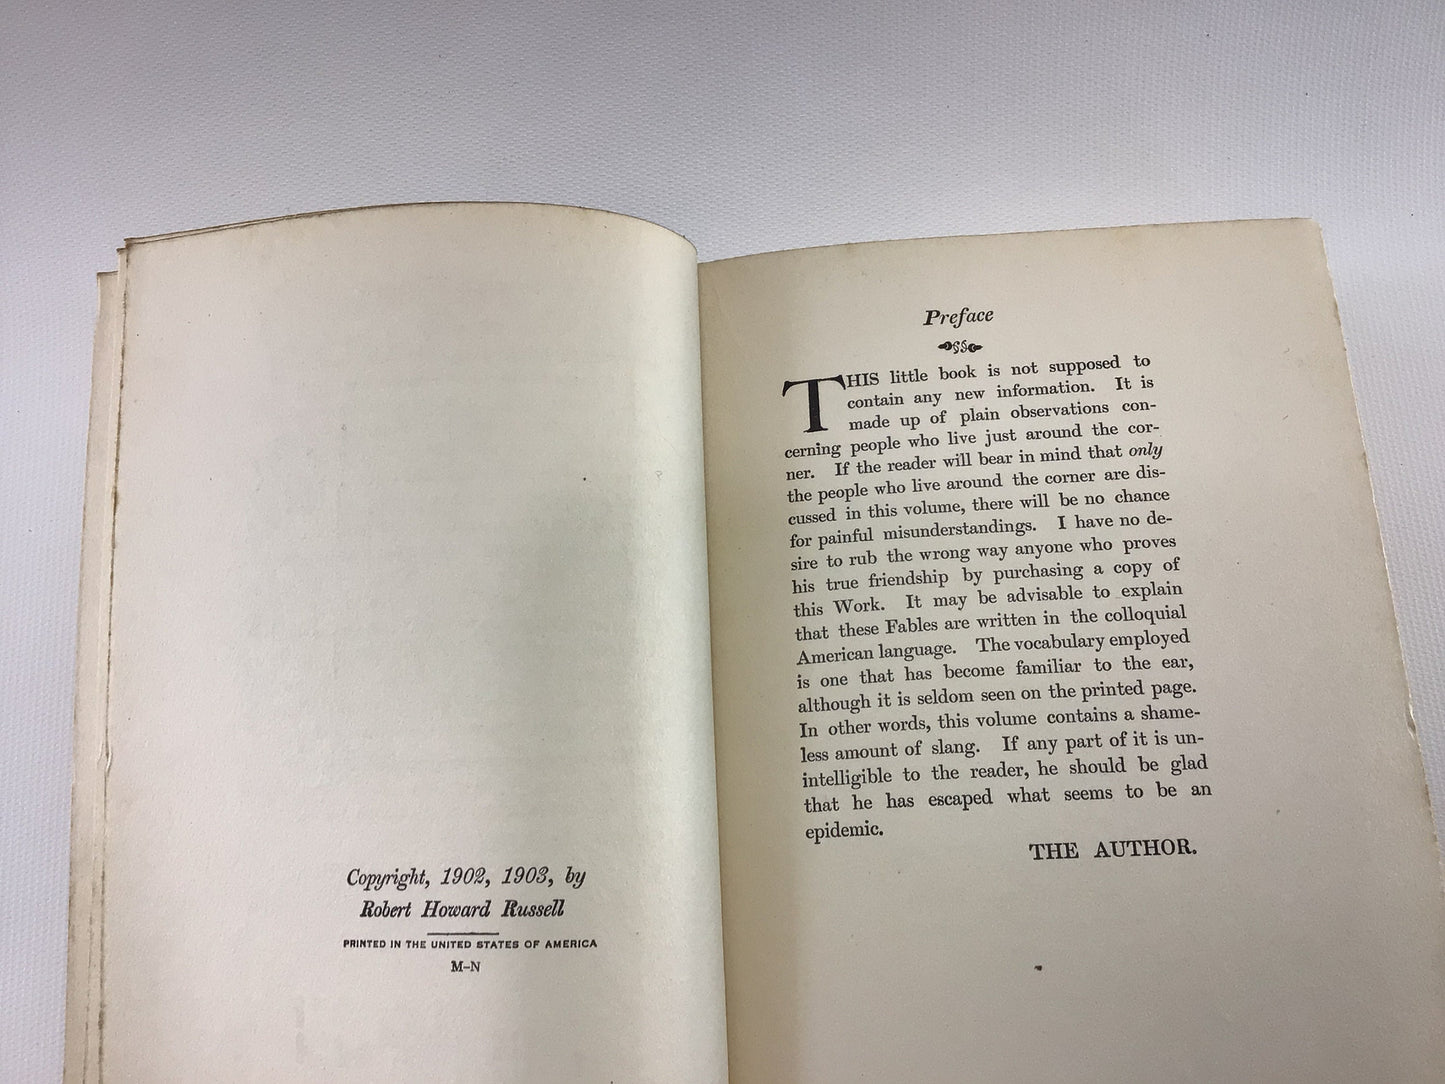 Copyright, 1902, 1903, by
Robert Howard Russell
PRINTED IN THE UNITED STATES OF AMERICA
M–N
Preface
THIS little book is not supposed to
contain any new information. It is
made up of plain observations con-
cerning people who live just around the cor-
ner. If the reader will bear in mind that only
the people who live around the corner are dis-
cussed in this volume, there will be no chance
for painful misunderstandings. I have no de-
sire to rub the wrong way anyone who proves
his true friendship by purchasing a copy of
this Work. It may be advisable to explain
that these Fables are written in the colloquial
American language. The vocabulary employed
is one that has become familiar to the ear,
although it is seldom seen on the printed page.
In other words, this volume contains a shame-
less amount of slang. If any part of it is un-
intelligible to the reader, he should be glad
that he has escaped what seems to be an
epidemic.
THE AUTHOR.